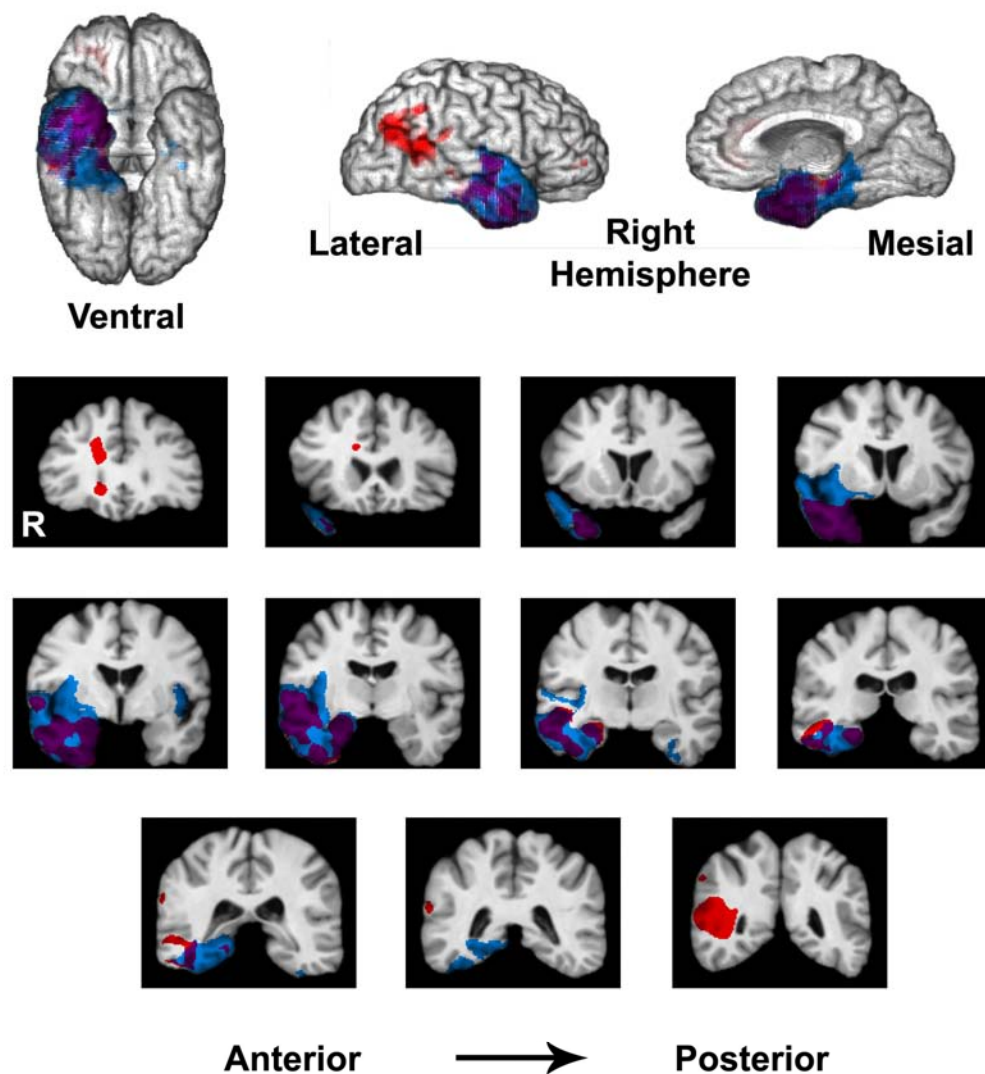 Ventral
Lateral
Right
Hemisphere
Mesial
R
Anterior
Posterior